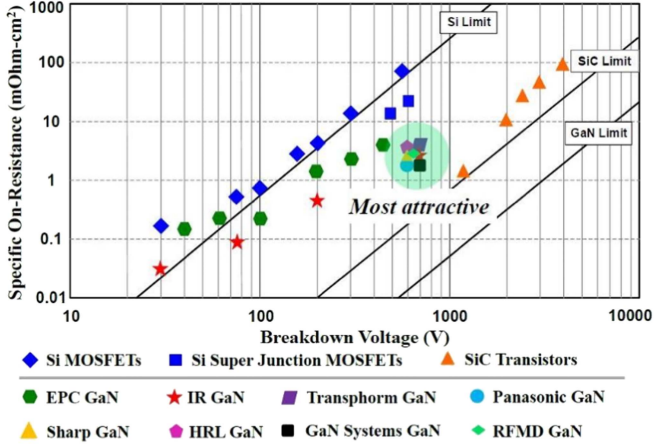 Specific On-Resistance (mOhm-cm²)
1000
100
10
1
0.1
0.01
Si Limit
SiC Limit
GaN Limit
Most attractive
10
100
1000
10000
Breakdown Voltage (V)
Si MOSFETs
Si Super Junction MOSFETs
SiC Transistors
EPC GaN
IR GaN
Transphorm GaN
Panasonic GaN
Sharp GaN
HRL GaN
GaN Systems GaN
RFMD GaN